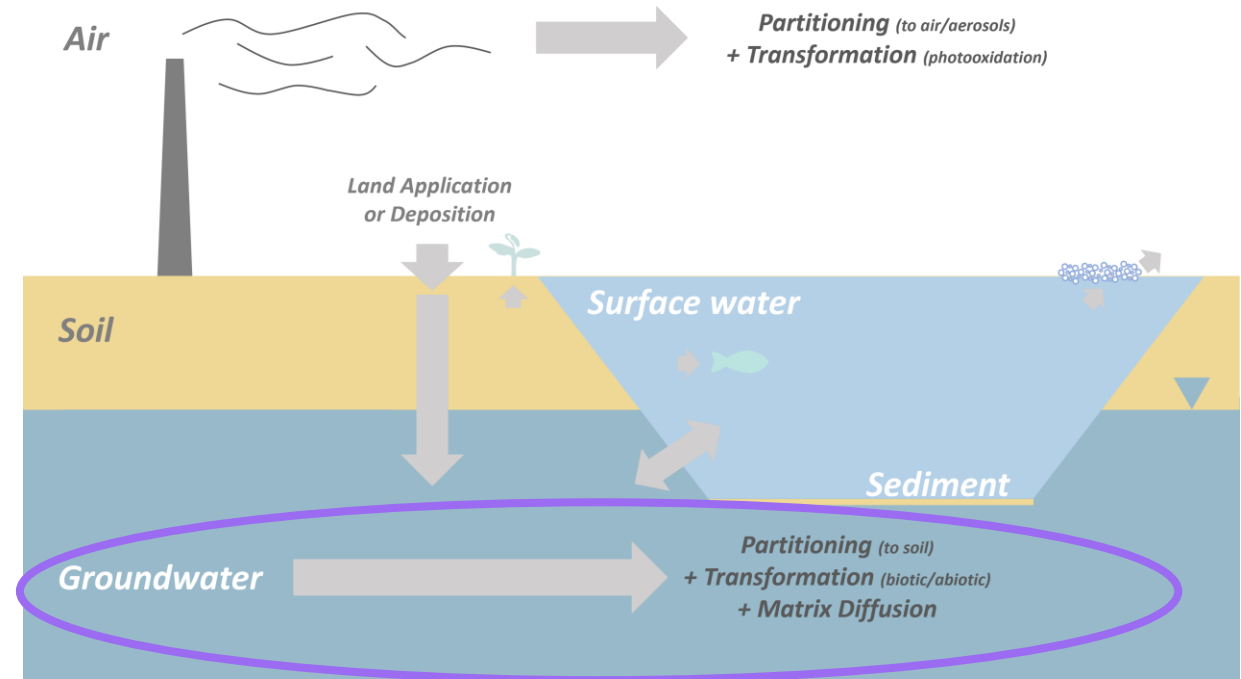 Air
Partitioning (to air/aerosols)
+ Transformation (photooxidation)
Land Application
or Deposition
Surface water
Soil
Sediment
Groundwater
Partitioning (to soil)
+ Transformation (biotic/abiotic)
+ Matrix Diffusion